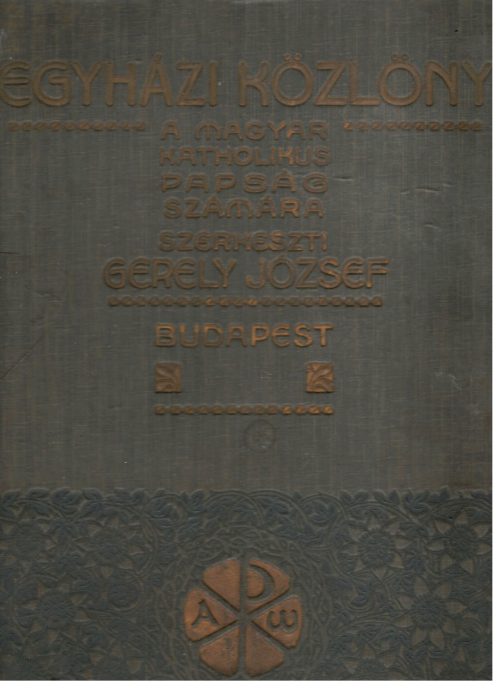 EGYHÁZI KÖZLÖNY
A MAGYAR
KATHOLIKUS
PAPSÁG
SZÁMÁRA
SZERKESZTI
GERELY JÓZSEF
BUDAPEST
A W